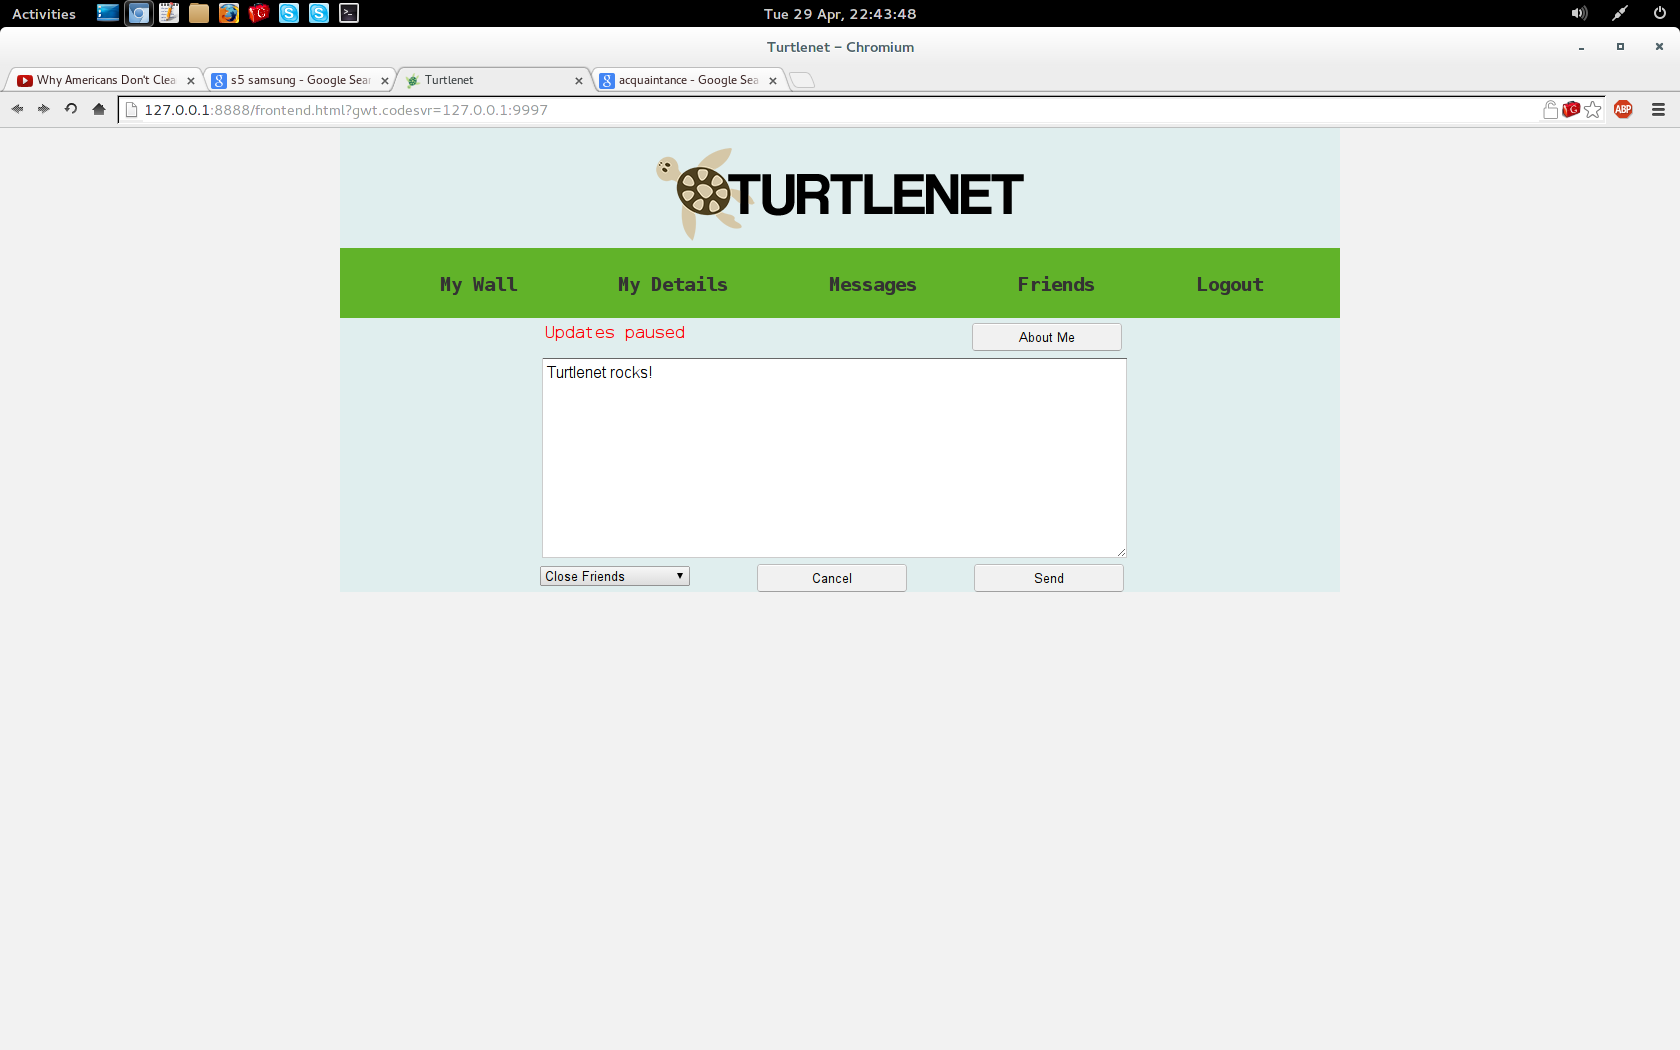 Activities
Tue 29 Apr, 22:43:48
Turtlenet - Chromium
Why Americans Don't Clea
s5 samsung - Google Sear
Turtlenet
acquaintance - Google Sea
127.0.0.1:8888/frontend.html?gwt.codesvr=127.0.0.1:9997
ABP
TURTLENET
My Wall
My Details
Messages
Friends
Logout
Updates paused
About Me
Turtlenet rocks!
Close Friends
Cancel
Send